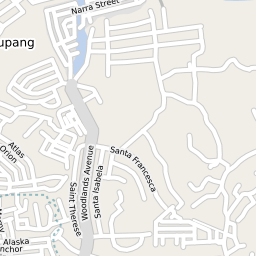 Narra Street
upang
Atlas
Orion
Santa Francesca
Woodlands Avenue
Santa Isabela
Saint Therese
Alaska
nchor